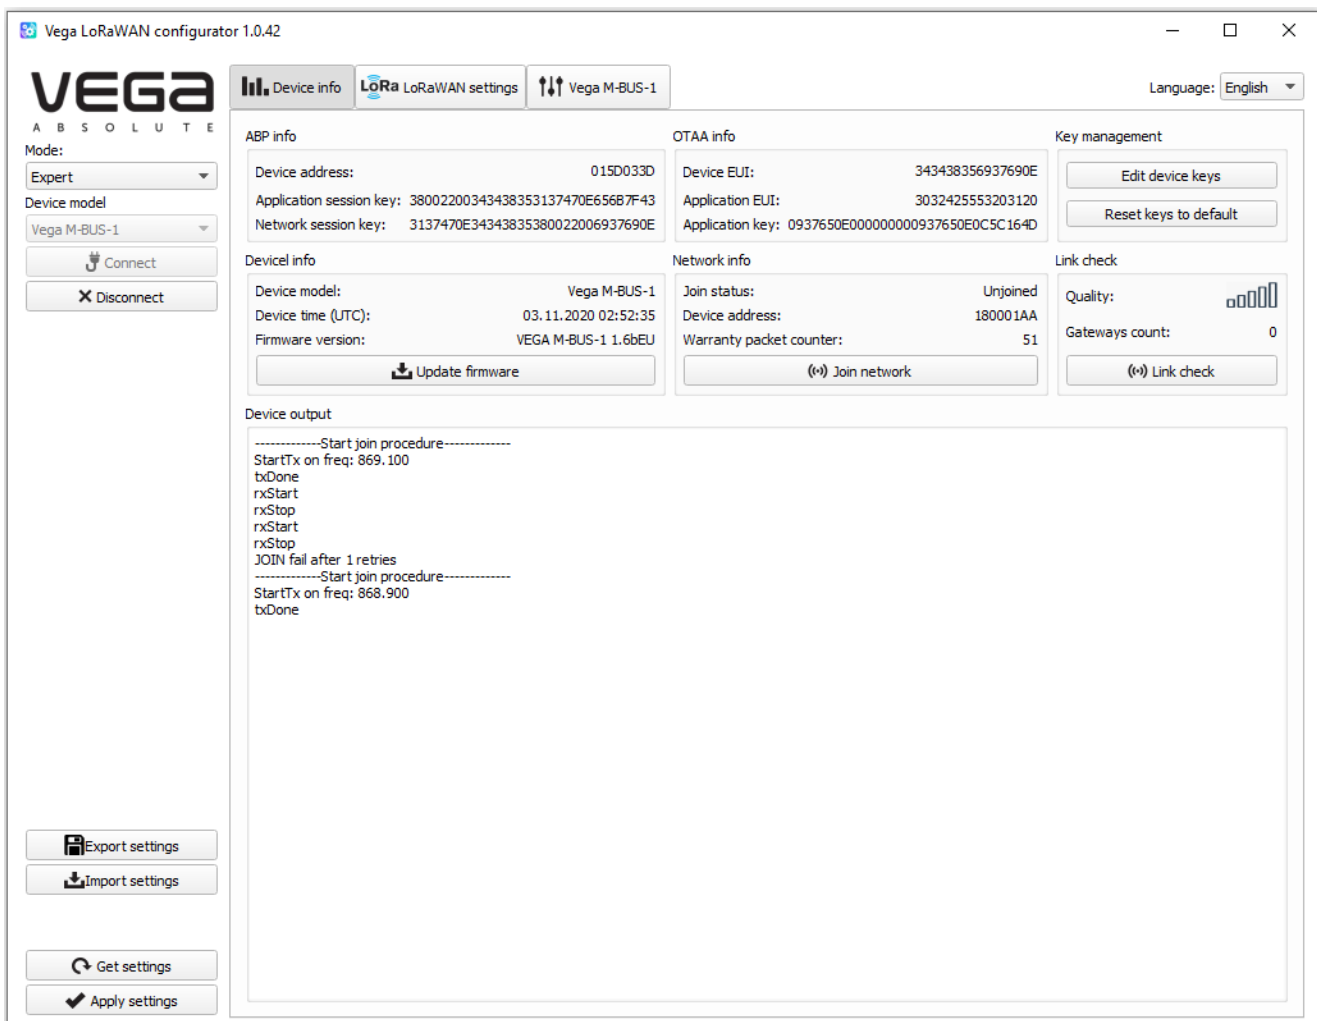 Vega LoRaWAN configurator 1.0.42
VEGA
ABSOLUTE
Mode:
Expert
Device model
Vega M-BUS-1
Connect
Disconnect
Export settings
Import settings
Get settings
Apply settings
Device info
LoRa LoRaWAN settings
Vega M-BUS-1
Language: English
ABP info
Device address: 015D033D
Application session key: 38002200343438353137470E656B7F43
Network session key: 3137470E343438353800220069​37690E
OTAA info
Device EUI: 343438356937690E
Application EUI: 3032425553203120
Application key: 0937650E000000000937650E0C5C164D
Key management
Edit device keys
Reset keys to default
Devicel info
Device model: Vega M-BUS-1
Device time (UTC): 03.11.2020 02:52:35
Firmware version: VEGA M-BUS-1 1.6bEU
Update firmware
Network info
Join status: Unjoined
Device address: 180001AA
Warranty packet counter: 51
Join network
Link check
Quality:
Gateways count: 0
Link check
Device output
-------------Start join procedure-------------
StartTx on freq: 869.100
txDone
rxStart
rxStop
rxStart
rxStop
JOIN fail after 1 retries
-------------Start join procedure-------------
StartTx on freq: 868.900
txDone